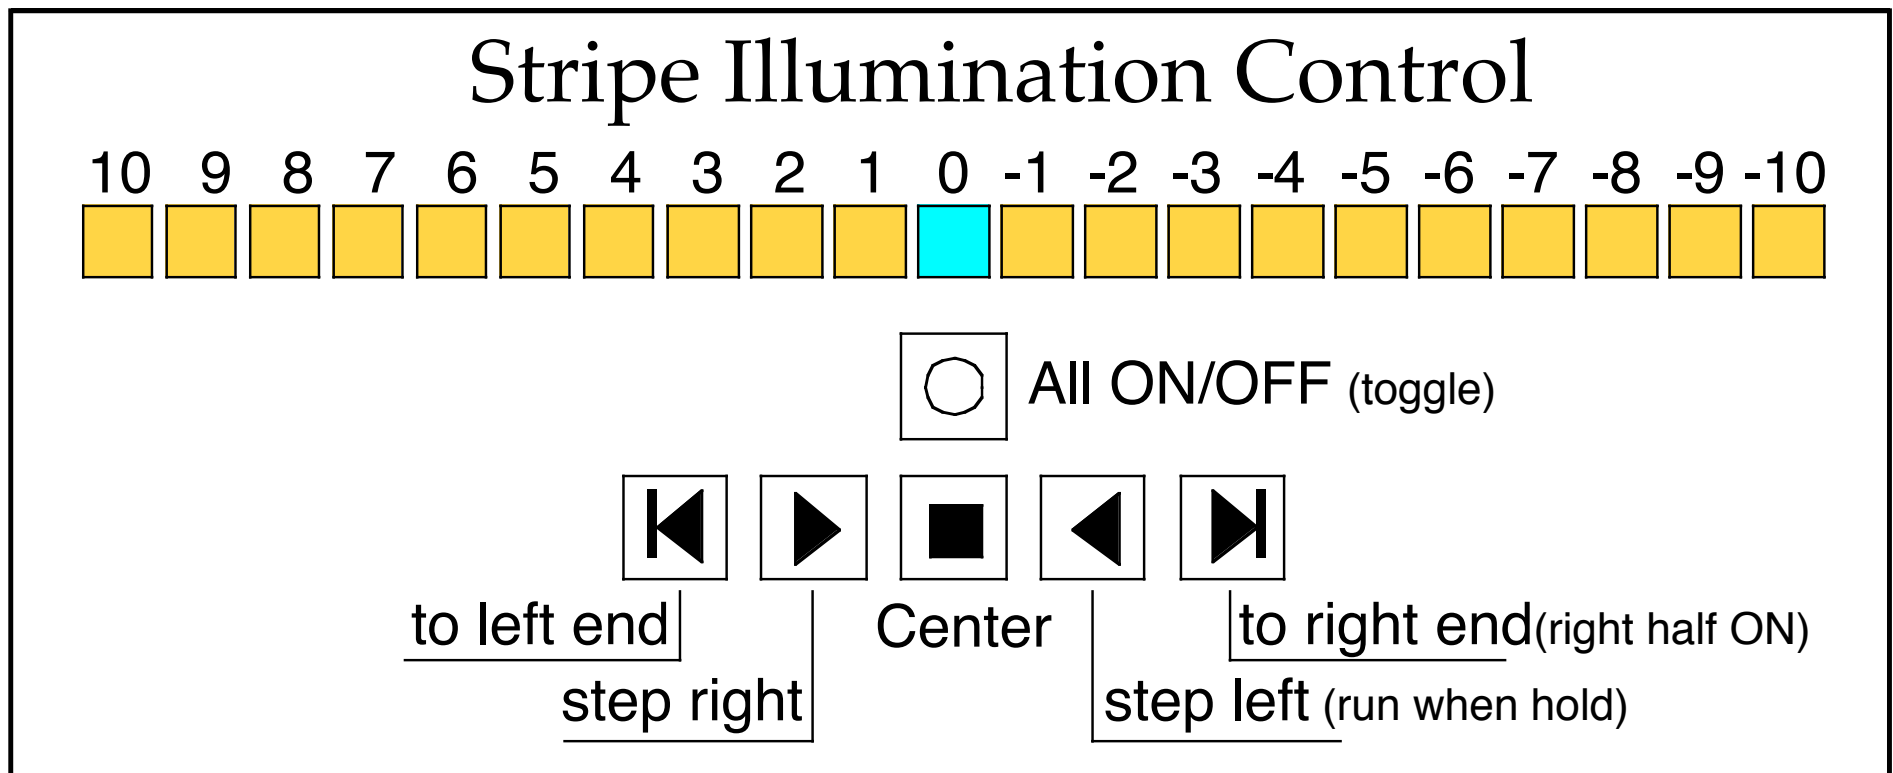 Stripe Illumination Control
10 9 8 7 6 5 4 3 2 1 0 -1 -2 -3 -4 -5 -6 -7 -8 -9 -10
All ON/OFF (toggle)
to left end Center to right end(right half ON)
step right step left (run when hold)